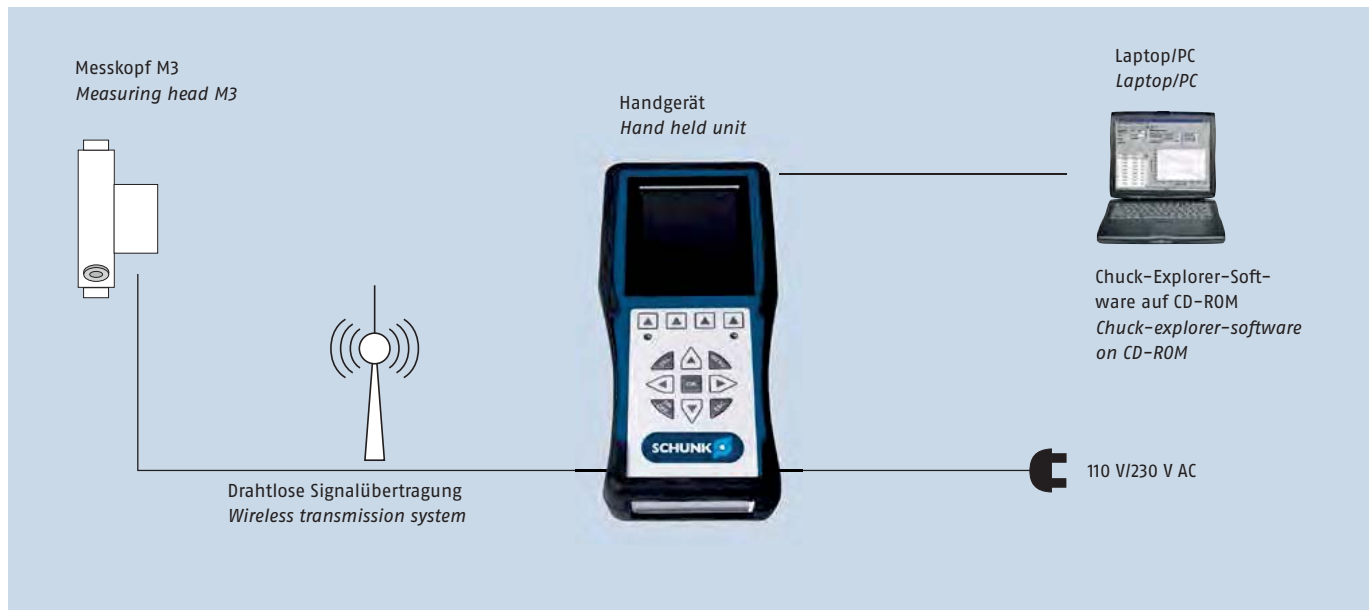 Messkopf M3
Measuring head M3
Handgerät
Hand held unit
Laptop/PC
Laptop/PC
Chuck-Explorer-Soft-
ware auf CD-ROM
Chuck-explorer-software
on CD-ROM
OK
SCHUNK
Drahtlose Signalübertragung
Wireless transmission system
110 V/230 V AC